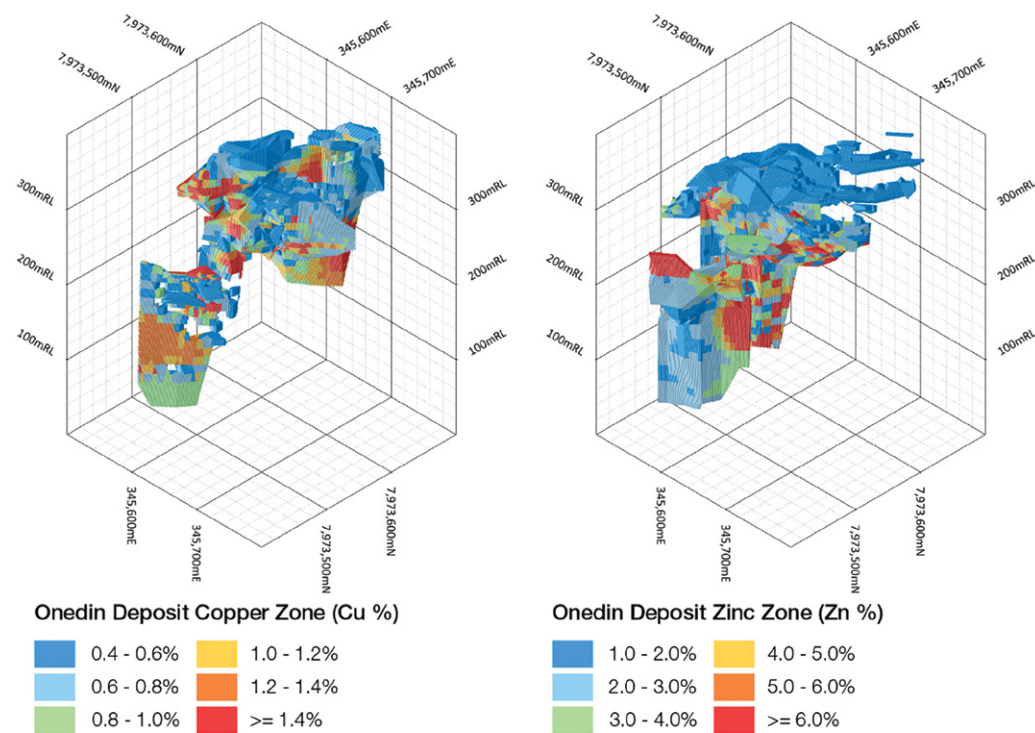 7,973,600mN
345,600mE
7,973,500mN
345,700mE
300mRL
300mRL
200mRL
200mRL
100mRL
100mRL
345,600mE
7,973,600mN
345,700mE
7,973,500mN
Onedin Deposit Copper Zone (Cu %)
0.4 - 0.6%
1.0 - 1.2%
0.6 - 0.8%
1.2 - 1.4%
0.8 - 1.0%
>= 1.4%
7,973,600mN
345,600mE
7,973,500mN
345,700mE
300mRL
300mRL
200mRL
200mRL
100mRL
100mRL
345,600mE
7,973,600mN
345,700mE
7,973,500mN
Onedin Deposit Zinc Zone (Zn %)
1.0 - 2.0%
4.0 - 5.0%
2.0 - 3.0%
5.0 - 6.0%
3.0 - 4.0%
>= 6.0%